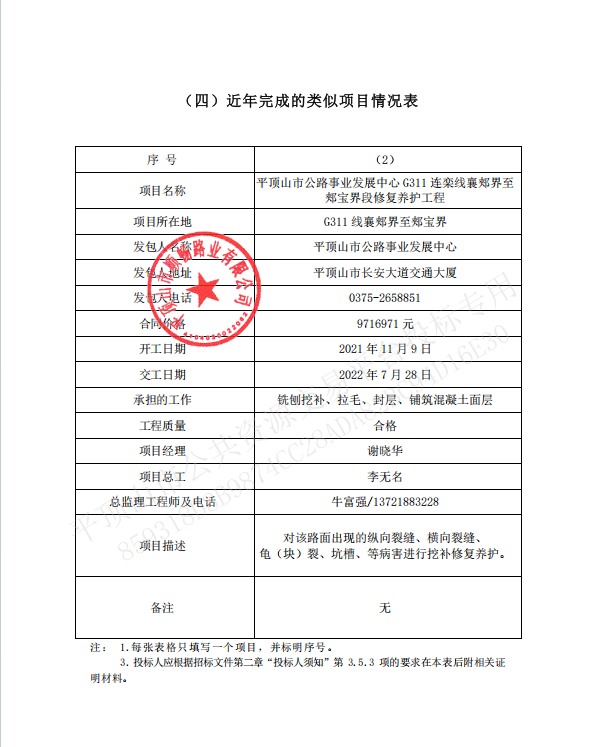 （四）近年完成的类似项目情况表
序 号 （2）
项目名称 平顶山市公路事业发展中心 G311 连栾线襄郏界至
郏宝界段修复养护工程
项目所在地 G311 线襄郏界至郏宝界
发包人名称 平顶山市公路事业发展中心
发包人地址 平顶山市长安大道交通大厦
发包人电话 0375-2658851
合同价格 9716971 元
开工日期 2021 年 11 月 9 日
交工日期 2022 年 7 月 28 日
承担的工作 铣刨挖补、拉毛、封层、铺筑混凝土面层
工程质量 合格
项目经理 谢晓华
项目总工 李无名
总监理工程师及电话 牛富强/13721883228
项目描述 对该路面出现的纵向裂缝、横向裂缝、
龟（块）裂、坑槽、等病害进行挖补修复养护。
备注 无
注： 1.每张表格只填写一个项目，并标明序号。
3．投标人应根据招标文件第二章“投标人须知”第 3.5.3 项的要求在本表后附相关证
明材料。